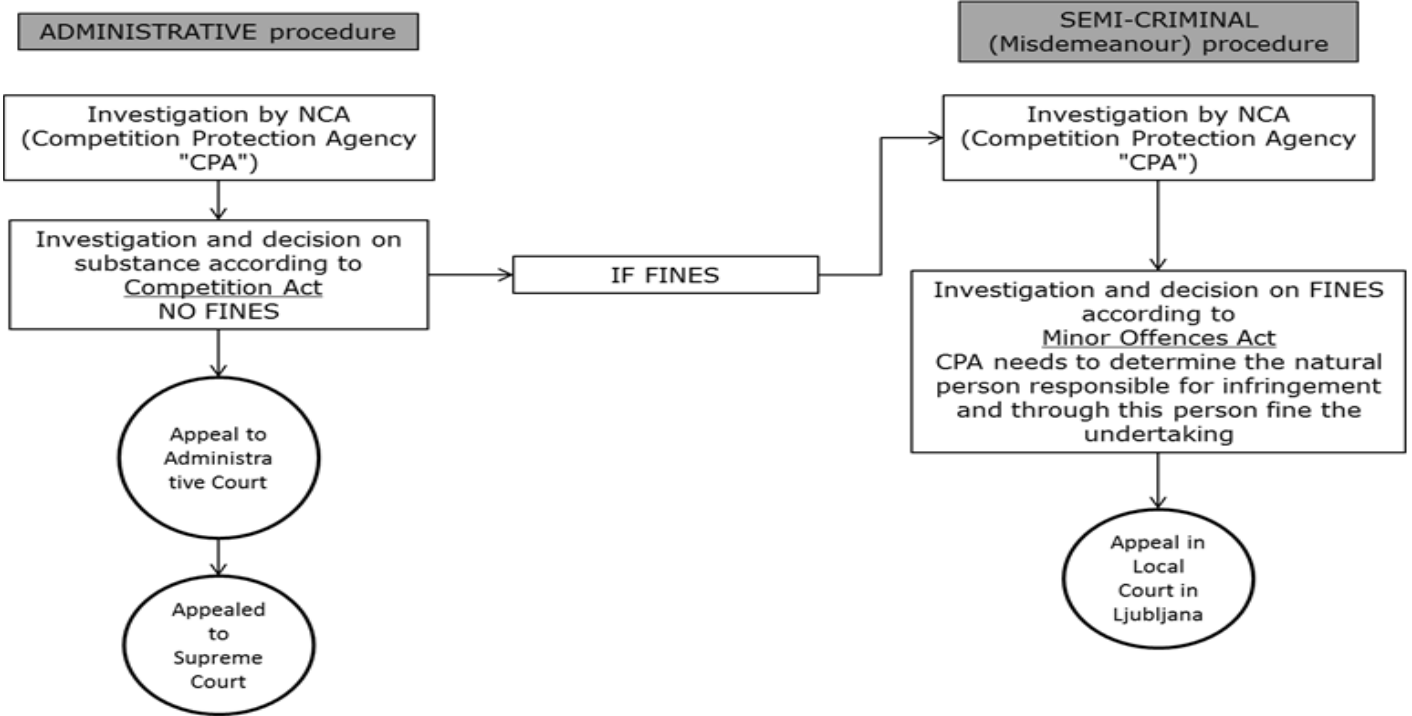 ADMINISTRATIVE procedure
Investigation by NCA
(Competition Protection Agency
"CPA")
Investigation and decision on
substance according to
Competition Act
NO FINES
Appeal to
Administra
tive Court
Appealed
to
Supreme
Court
IF FINES
SEMI-CRIMINAL
(Misdemeanour) procedure
Investigation by NCA
(Competition Protection Agency
"CPA")
Investigation and decision on FINES
according to
Minor Offences Act
CPA needs to determine the natural
person responsible for infringement
and through this person fine the
undertaking
Appeal in
Local
Court in
Ljubljana